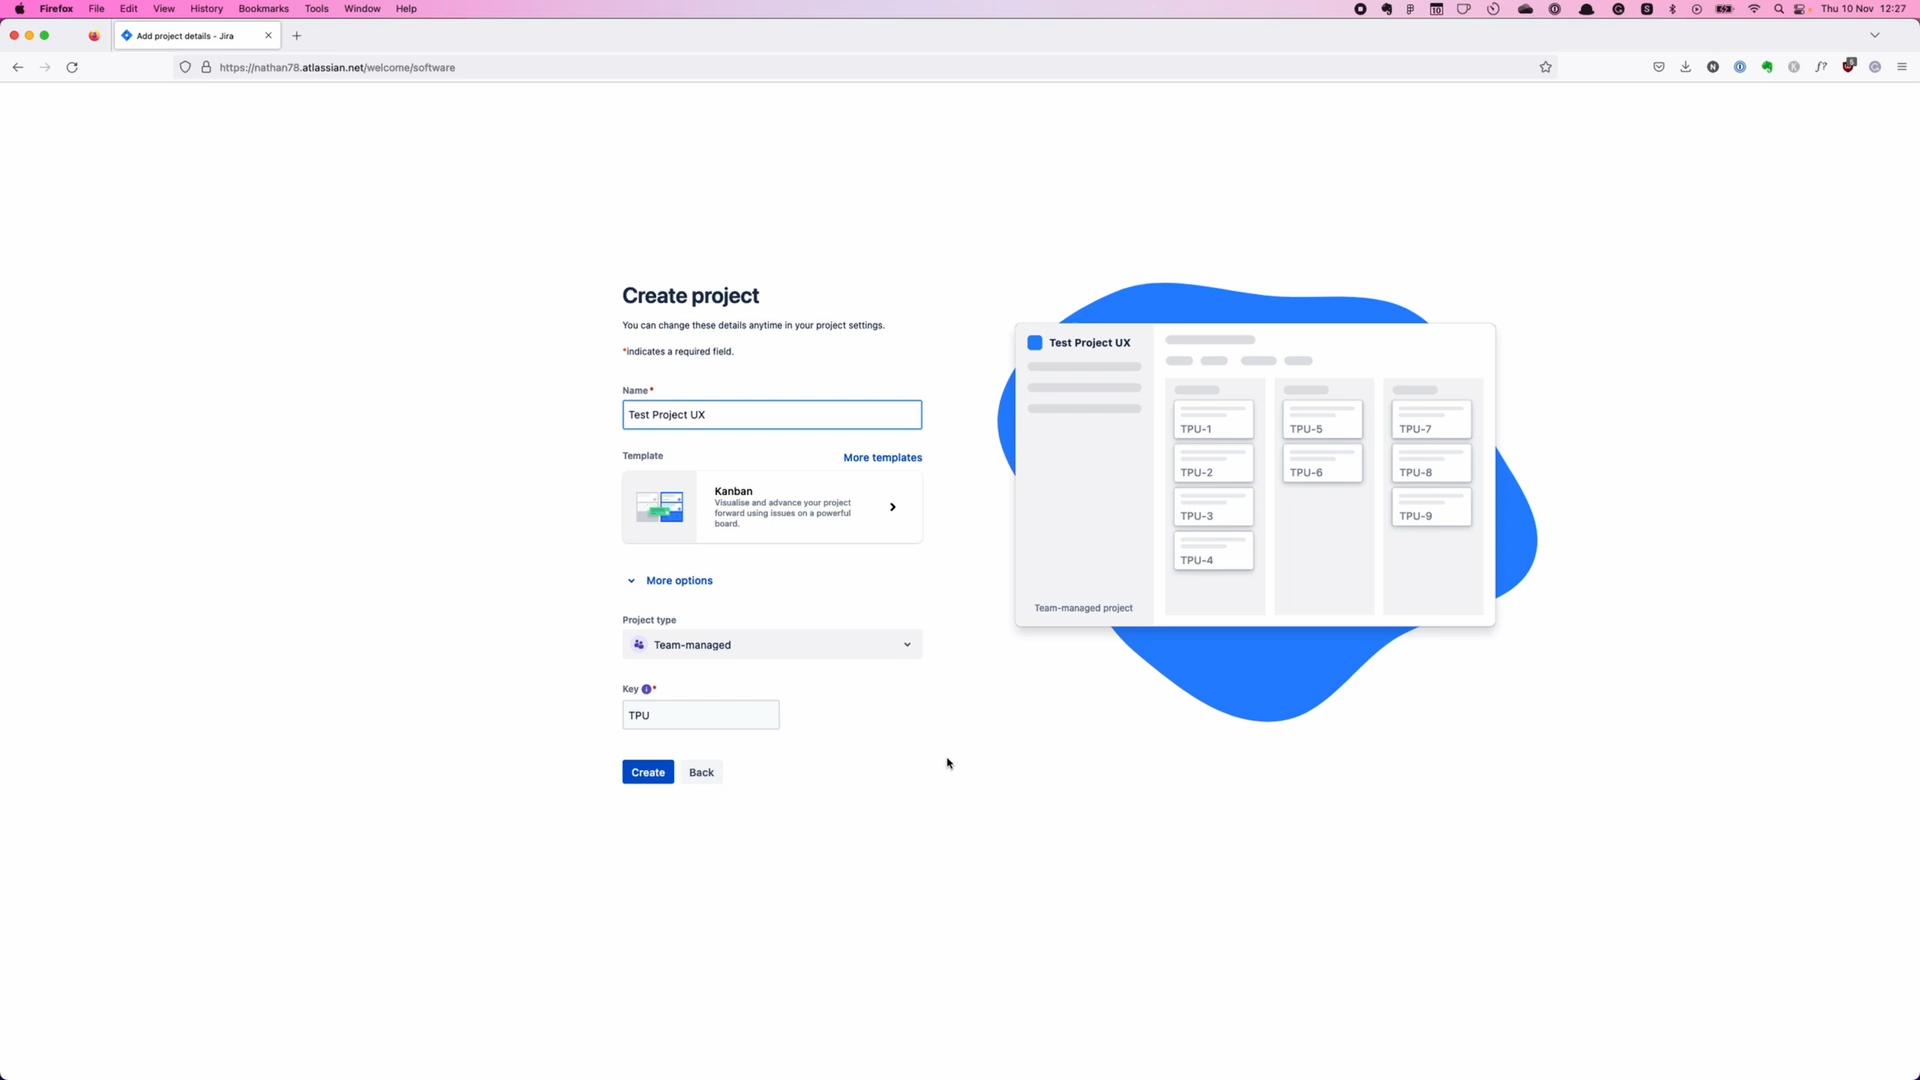 Firefox File Edit View History Bookmarks Tools Window Help
Thu 10 Nov 12:27
Add project details - Jira
https://nathan78.atlassian.net/welcome/software
Create project
You can change these details anytime in your project settings.
*indicates a required field.
Name*
Test Project UX
Template
More templates
Kanban
Visualise and advance your project
forward using issues on a powerful
board.
More options
Project type
Team-managed
Key *
TPU
Create
Back
Test Project UX
TPU-1
TPU-5
TPU-7
TPU-2
TPU-6
TPU-8
TPU-3
TPU-9
TPU-4
Team-managed project